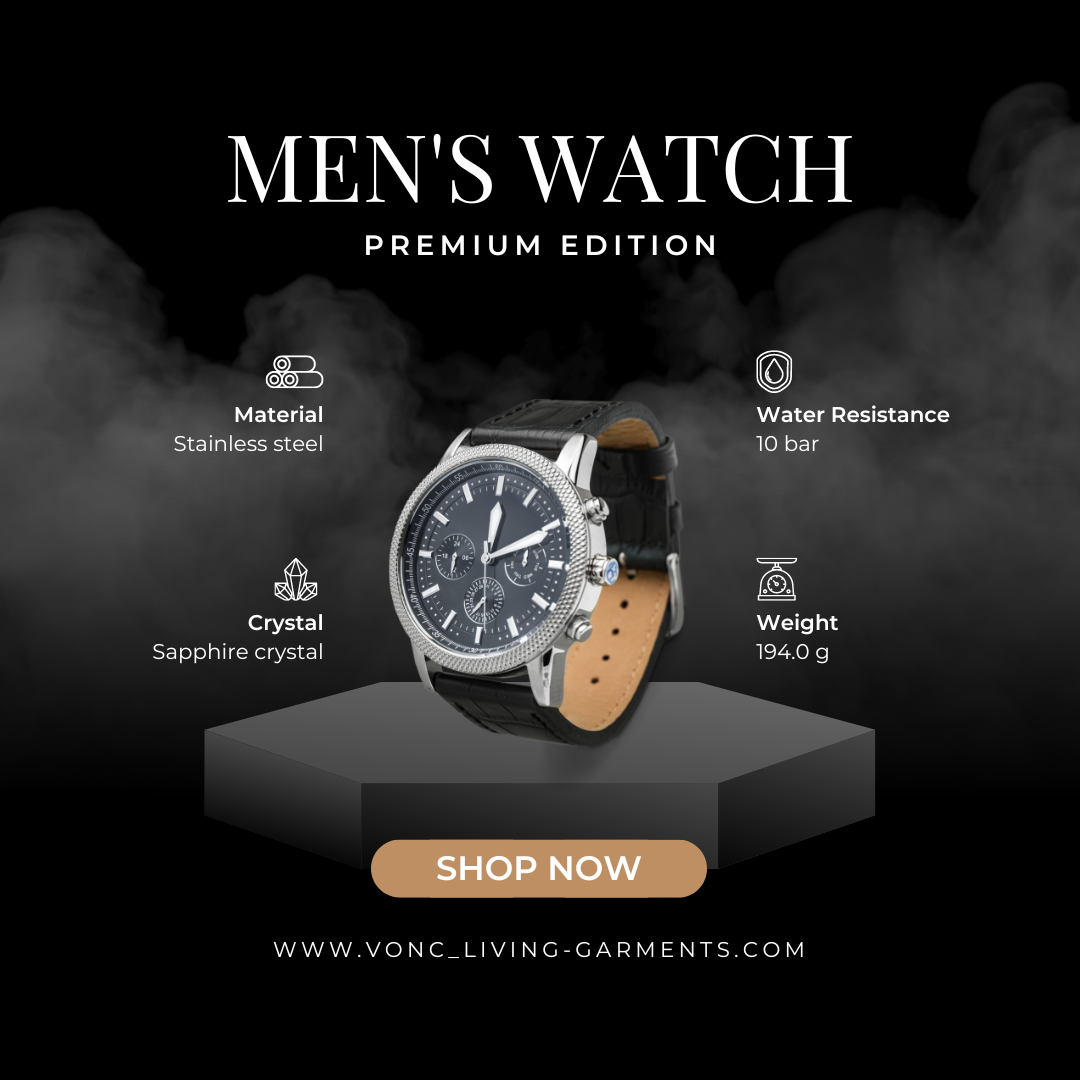 MEN'S WATCH
PREMIUM EDITION
Material
Stainless steel
Water Resistance
10 bar
Crystal
Sapphire crystal
Weight
194.0 g
SHOP NOW
WWW.VONC_LIVING-GARMENTS.COM